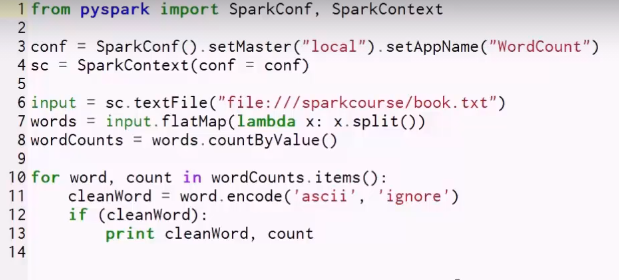 1 from pyspark import SparkConf, SparkContext
2
3 conf = SparkConf().setMaster("local").setAppName("WordCount")
4 sc = SparkContext(conf = conf)
5
6 input = sc.textFile("file:///sparkcourse/book.txt")
7 words = input.flatMap(lambda x: x.split())
8 wordCounts = words.countByValue()
9
10 for word, count in wordCounts.items():
11     cleanWord = word.encode('ascii', 'ignore')
12     if (cleanWord):
13         print cleanWord, count
14